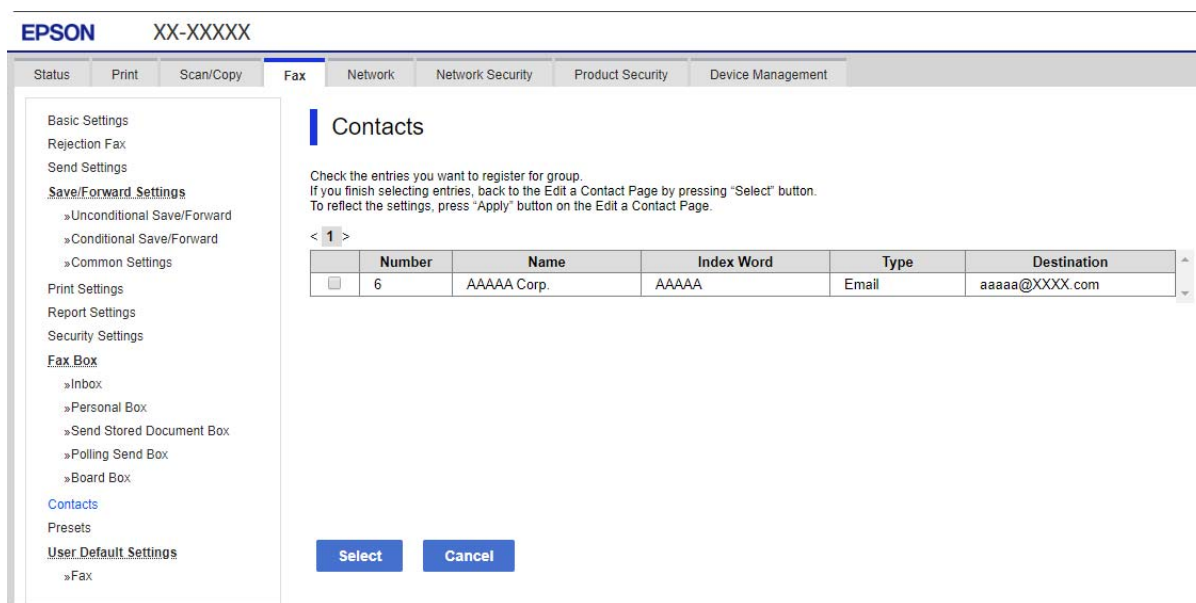 EPSON XX-XXXXX
Status Print Scan/Copy Fax Network Network Security Product Security Device Management
Basic Settings
Rejection Fax
Send Settings
Save/Forward Settings
»Unconditional Save/Forward
»Conditional Save/Forward
»Common Settings
Print Settings
Report Settings
Security Settings
Fax Box
»Inbox
»Personal Box
»Send Stored Document Box
»Polling Send Box
»Board Box
Contacts
Presets
User Default Settings
»Fax
Contacts
Check the entries you want to register for group.
If you finish selecting entries, back to the Edit a Contact Page by pressing “Select” button.
To reflect the settings, press “Apply” button on the Edit a Contact Page.
< 1 >
Number Name Index Word Type Destination
6 AAAAA Corp. AAAAA Email aaaaa@XXXX.com
Select Cancel